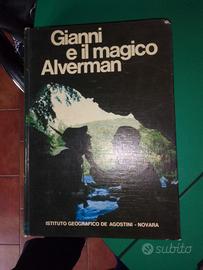 Gianni
e il magico
Alverman
ISTITUTO GEOGRAFICO DE AGOSTINI - NOVARA
subito